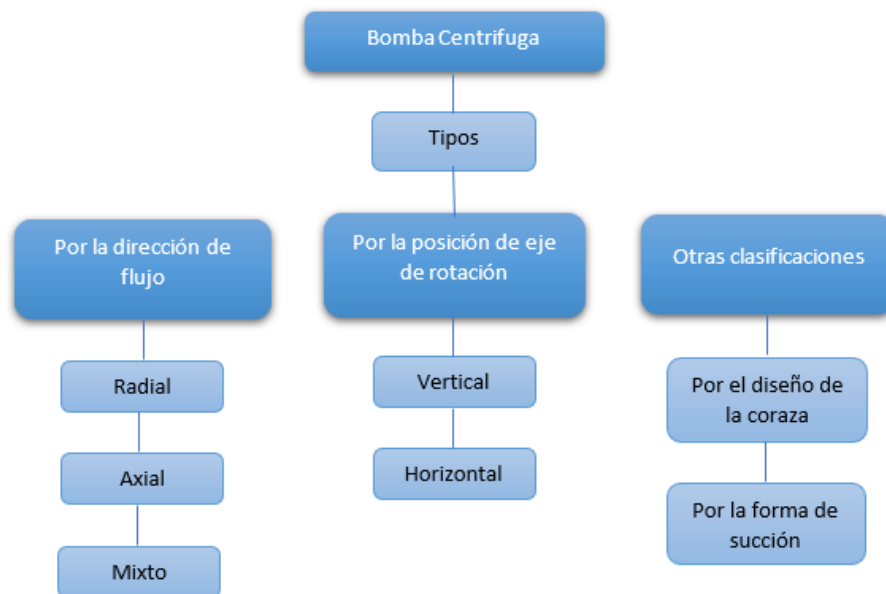 Bomba Centrifuga
Tipos
Por la dirección de
flujo
Radial
Axial
Mixto
Por la posición de eje
de rotación
Vertical
Horizontal
Otras clasificaciones
Por el diseño de
la coraza
Por la forma de
succión